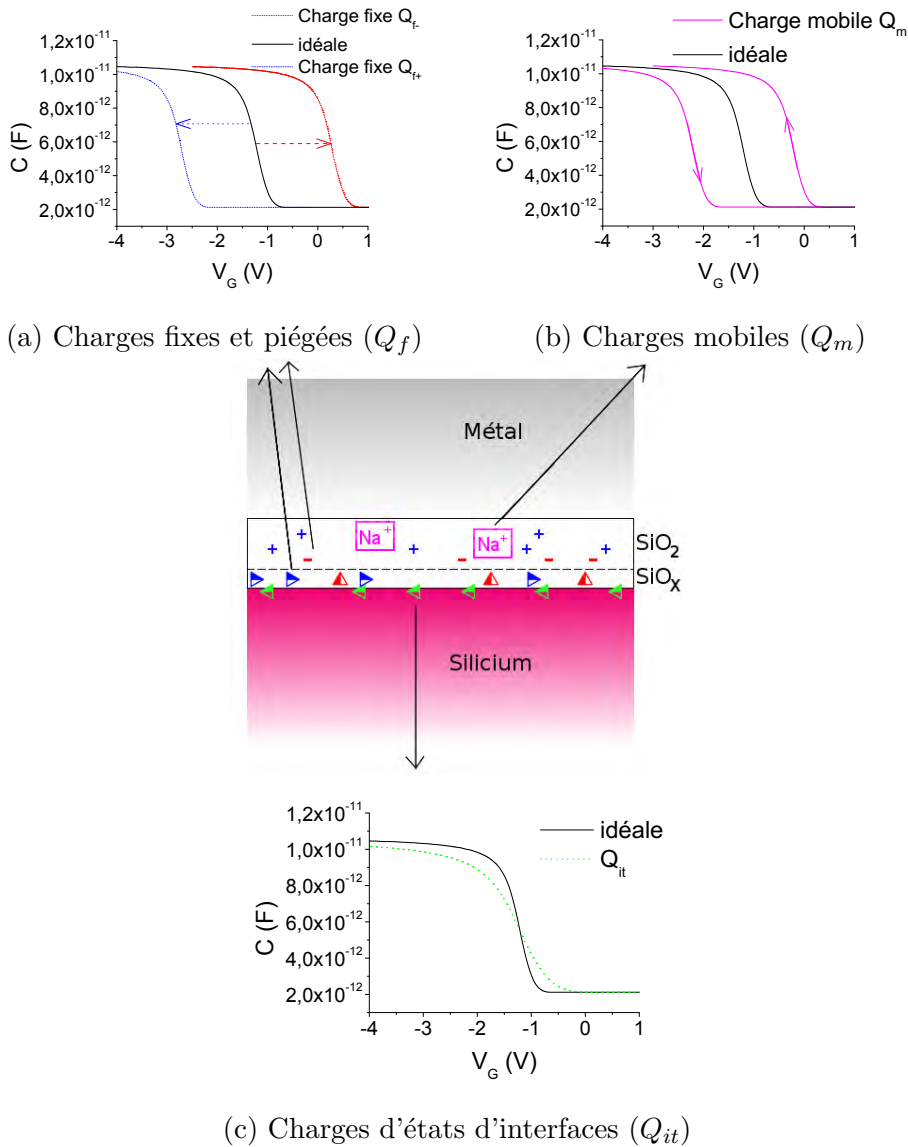 Charge fixe Q_f-
idéale
Charge fixe Q_f+
1,2x10^-11
1,0x10^-11
8,0x10^-12
6,0x10^-12
4,0x10^-12
2,0x10^-12
C (F)
-4 -3 -2 -1 0 1
V_G (V)
Charge mobile Q_m
idéale
1,2x10^-11
1,0x10^-11
8,0x10^-12
6,0x10^-12
4,0x10^-12
2,0x10^-12
C (F)
-4 -3 -2 -1 0 1
V_G (V)
(a) Charges fixes et piégées (Q_f)
(b) Charges mobiles (Q_m)
Métal
Na^+
Na^+
SiO_2
SiO_x
Silicium
idéale
Q_it
1,2x10^-11
1,0x10^-11
8,0x10^-12
6,0x10^-12
4,0x10^-12
2,0x10^-12
C (F)
-4 -3 -2 -1 0 1
V_G (V)
(c) Charges d'états d'interfaces (Q_it)